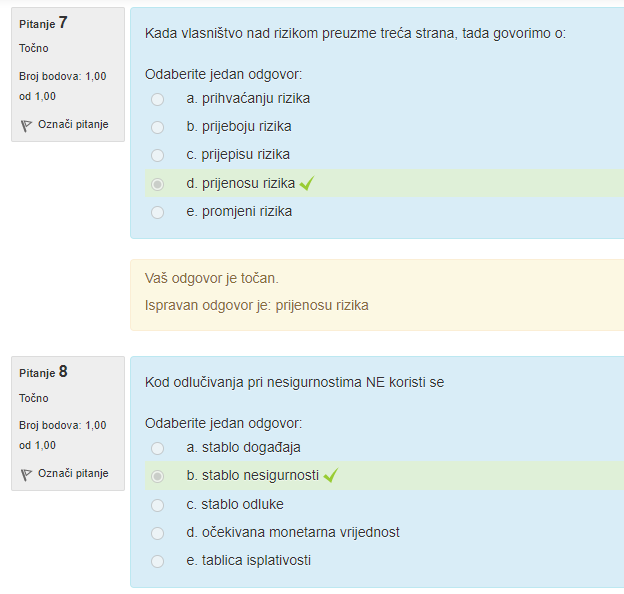 Pitanje 7
Točno
Broj bodova: 1,00
od 1,00
Označi pitanje
Kada vlasništvo nad rizikom preuzme treća strana, tada govorimo o:
Odaberite jedan odgovor:
a. prihvaćanju rizika
b. prijeboju rizika
c. prijepisu rizika
d. prijenosu rizika
e. promjeni rizika
Vaš odgovor je točan.
Ispravan odgovor je: prijenosu rizika
Pitanje 8
Točno
Broj bodova: 1,00
od 1,00
Označi pitanje
Kod odlučivanja pri nesigurnostima NE koristi se
Odaberite jedan odgovor:
a. stablo događaja
b. stablo nesigurnosti
c. stablo odluke
d. očekivana monetarna vrijednost
e. tablica isplativosti